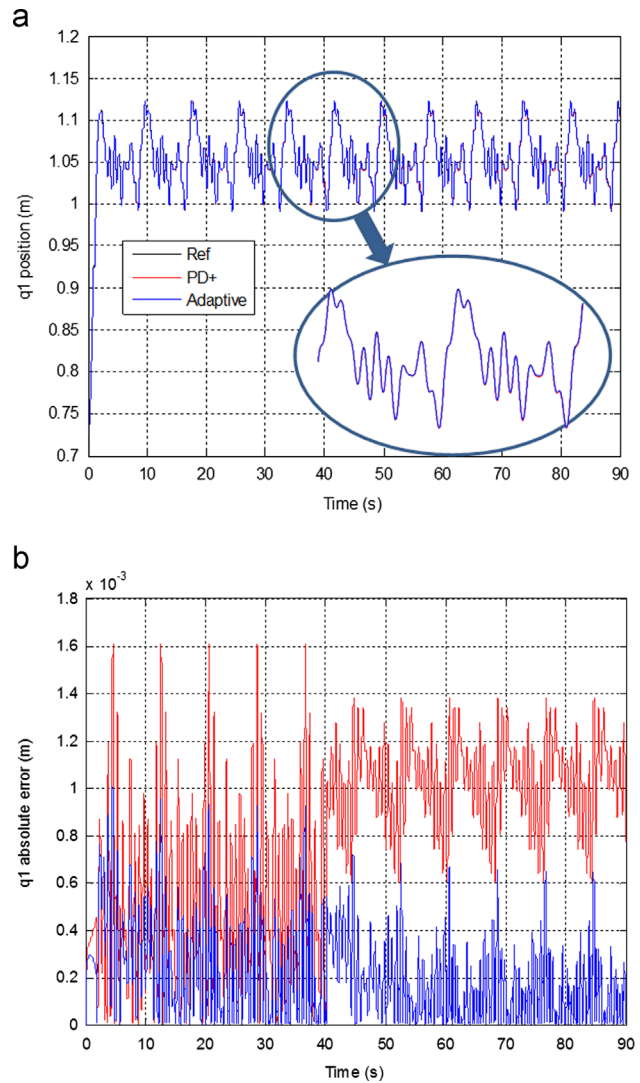 a
1.2
1.15
1.1
1.05
1
0.95
0.9
0.85
0.8
0.75
0.7
q1 position (m)
Ref
PD+
Adaptive
0 10 20 30 40 50 60 70 80 90
Time (s)
b
x 10-3
1.8
1.6
1.4
1.2
1
0.8
0.6
0.4
0.2
0
q1 absolute error (m)
0 10 20 30 40 50 60 70 80 90
Time (s)